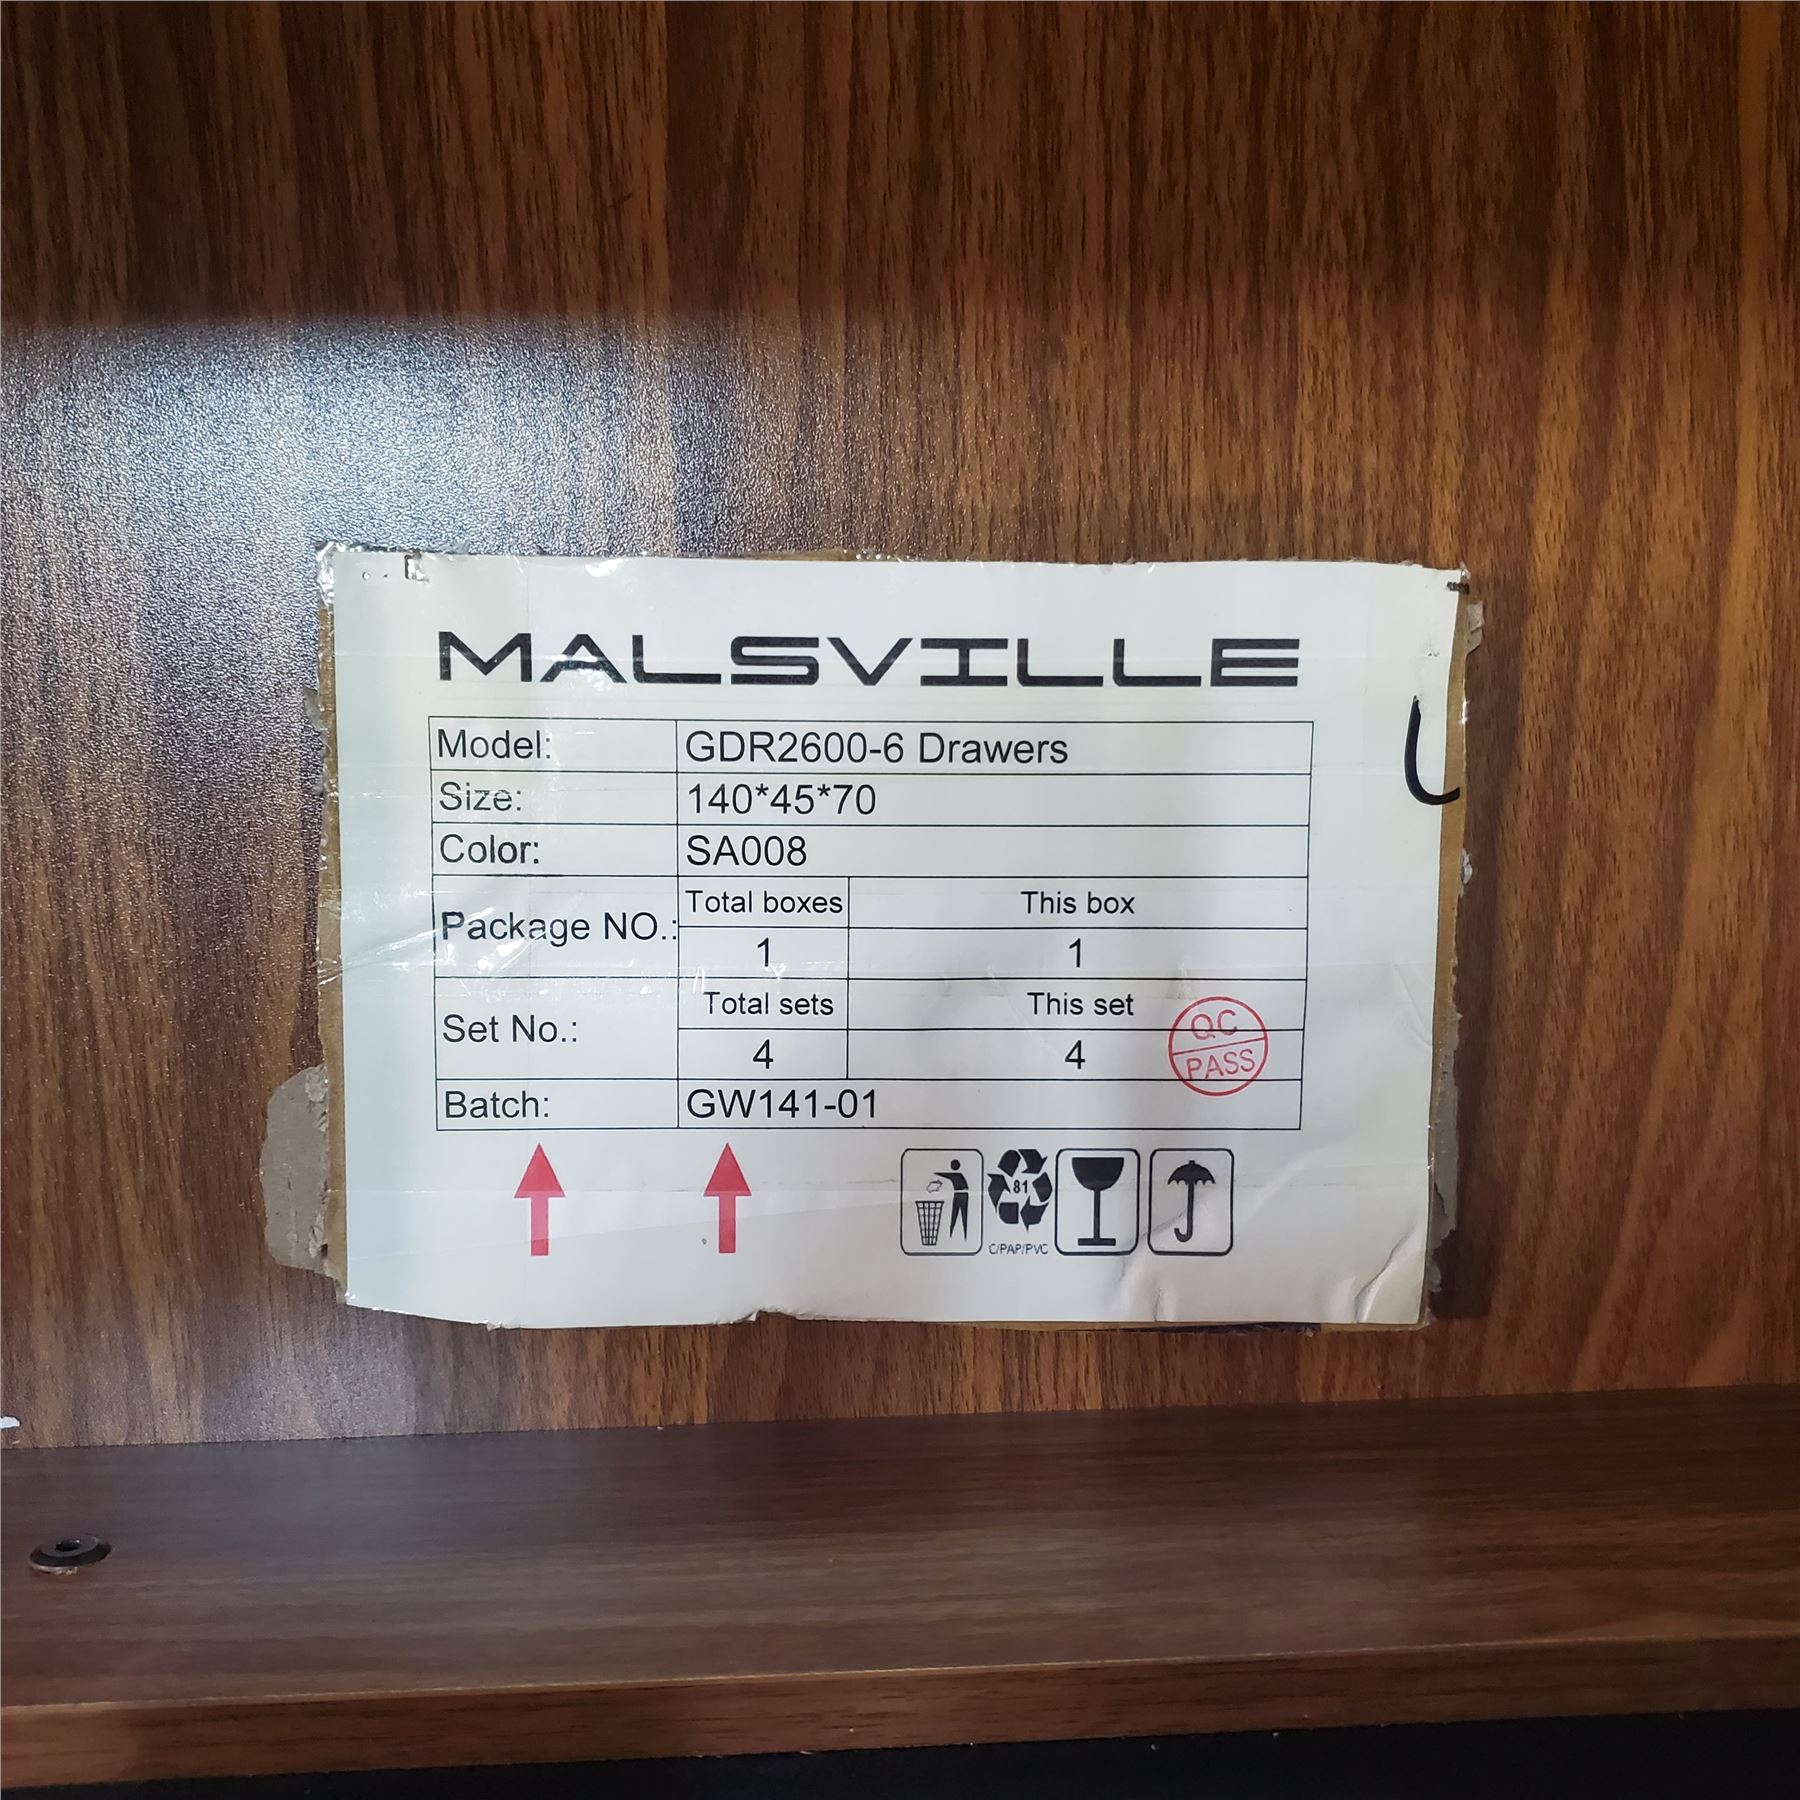 MALSVILLE
Model: GDR2600-6 Drawers
Size: 140*45*70
Color: SA008
Package NO.: Total boxes This box
1 1
Set No.: Total sets This set
4 4
QC
PASS
Batch: GW141-01
81
C/PAP/PVC